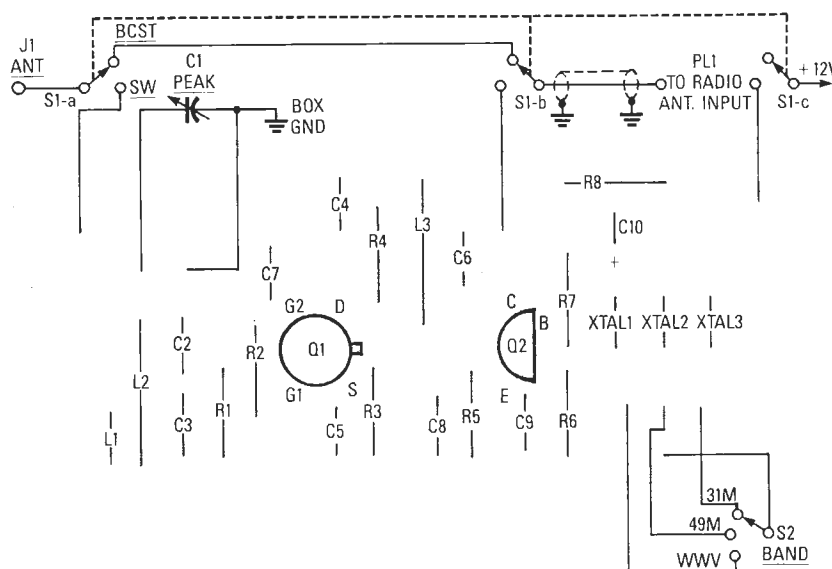 J1
ANT
BCST
C1
PEAK
SW
S1-a
BOX
GND
S1-b
PL1
TO RADIO
ANT. INPUT
+ 12V
S1-c
R8
C4
R4
L3
C6
C10
+
C7
R7
G2
D
C
B
XTAL1
XTAL2
XTAL3
C2
R2
Q1
Q2
L2
G1
S
E
L1
C3
R1
C5
R3
C8
R5
C9
R6
31M
49M
S2
WWV
BAND